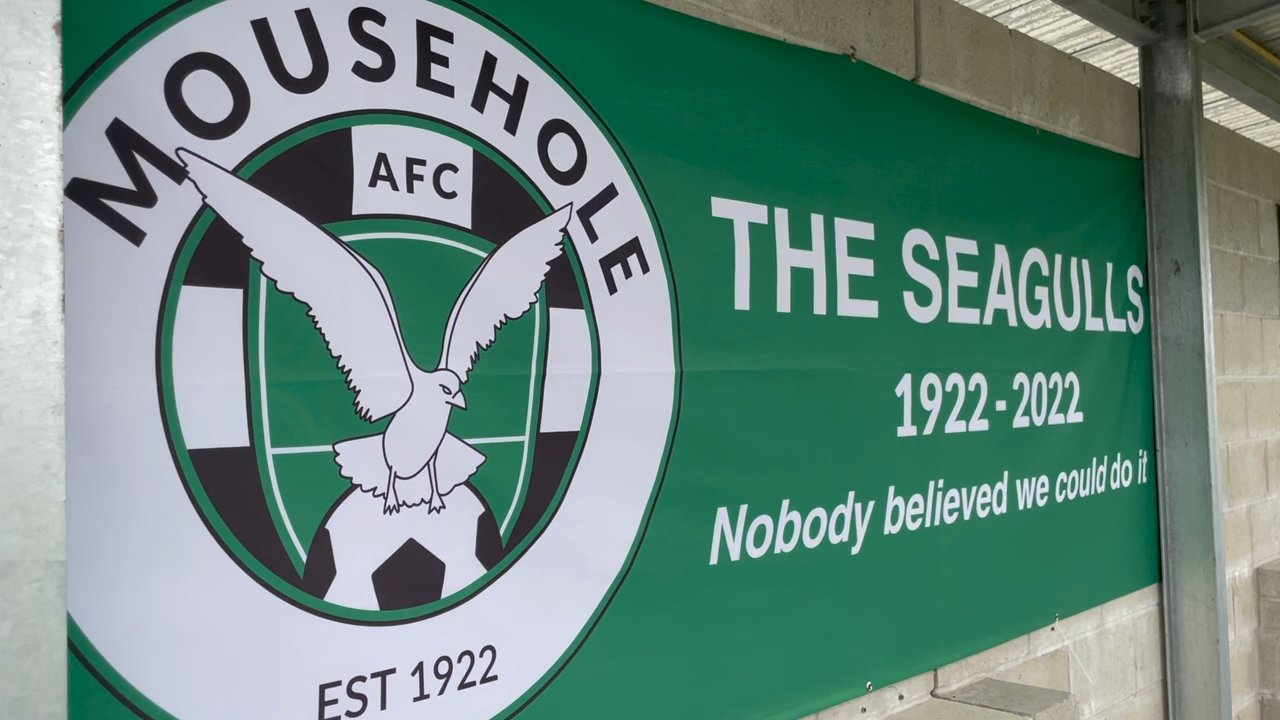 MOUSEHOLE
AFC
EST 1922
THE SEAGULLS
1922-2022
Nobody believed we could do it